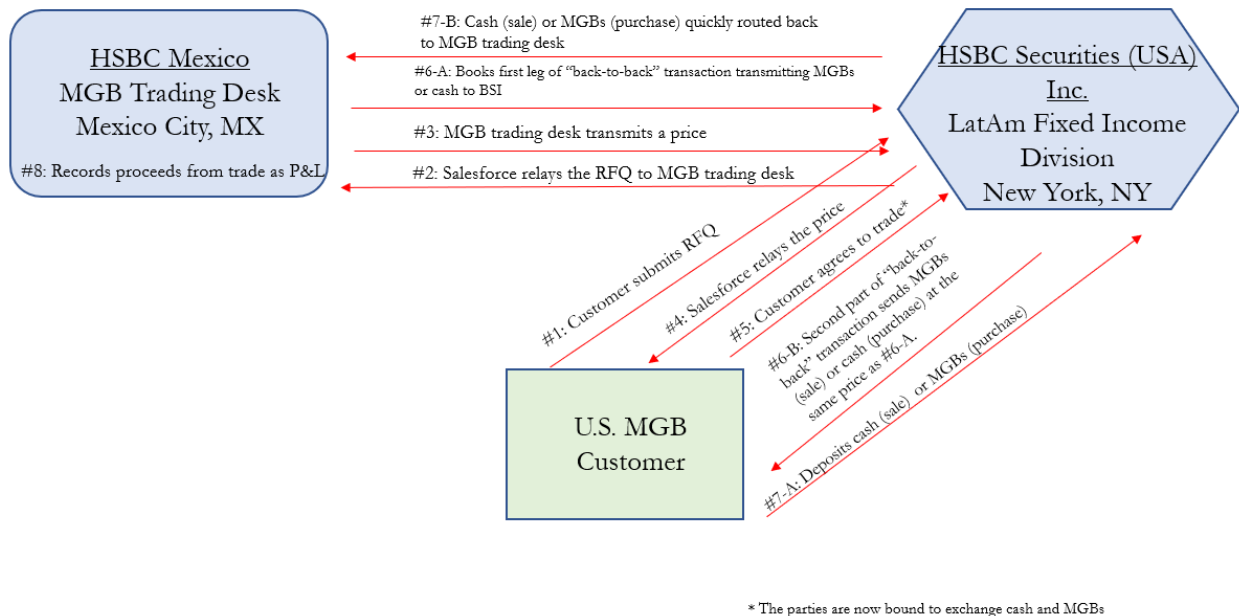 HSBC Mexico
MGB Trading Desk
Mexico City, MX
#8: Records proceeds from trade as P&L
#7-B: Cash (sale) or MGBs (purchase) quickly routed back
to MGB trading desk
#6-A: Books first leg of “back-to-back” transaction transmitting MGBs
or cash to BSI
#3: MGB trading desk transmits a price
#2: Salesforce relays the RFQ to MGB trading desk
HSBC Securities (USA)
Inc.
LatAm Fixed Income
Division
New York, NY
#1: Customer submits RFQ
#4: Salesforce relays the price
#5: Customer agrees to trade*
#6-B: Second part of “back-to-
back” transaction sends MGBs
(sale) or cash (purchase) at the
same price as #6-A.
#7-A: Deposits cash (sale) or MGBs (purchase)
U.S. MGB
Customer
* The parties are now bound to exchange cash and MGBs